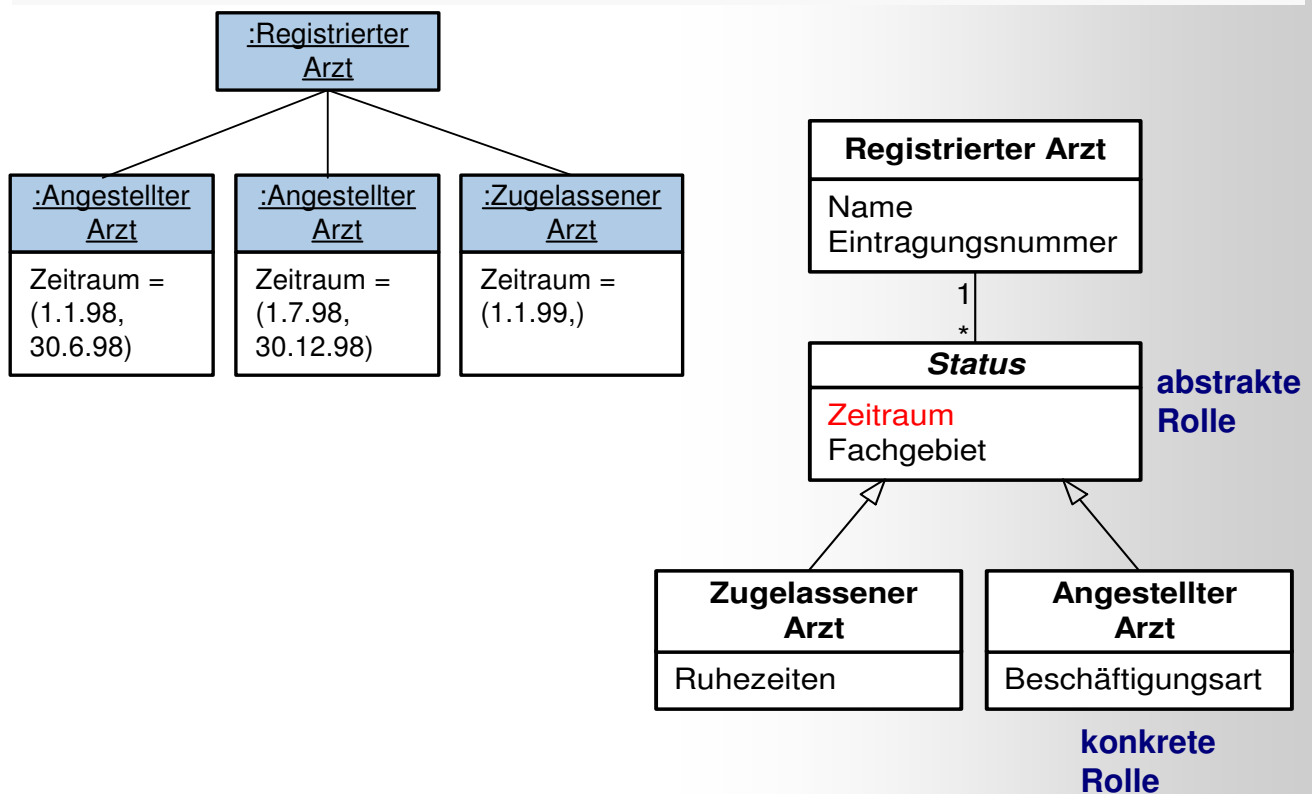 :Registrierter
Arzt
:Angestellter
Arzt
Zeitraum =
(1.1.98,
30.6.98)
:Angestellter
Arzt
Zeitraum =
(1.7.98,
30.12.98)
:Zugelassener
Arzt
Zeitraum =
(1.1.99,)
Registrierter Arzt
Name
Eintragungsnummer
1
*
Status
Zeitraum
Fachgebiet
abstrakte
Rolle
Zugelassener
Arzt
Ruhezeiten
Angestellter
Arzt
Beschäftigungsart
konkrete
Rolle